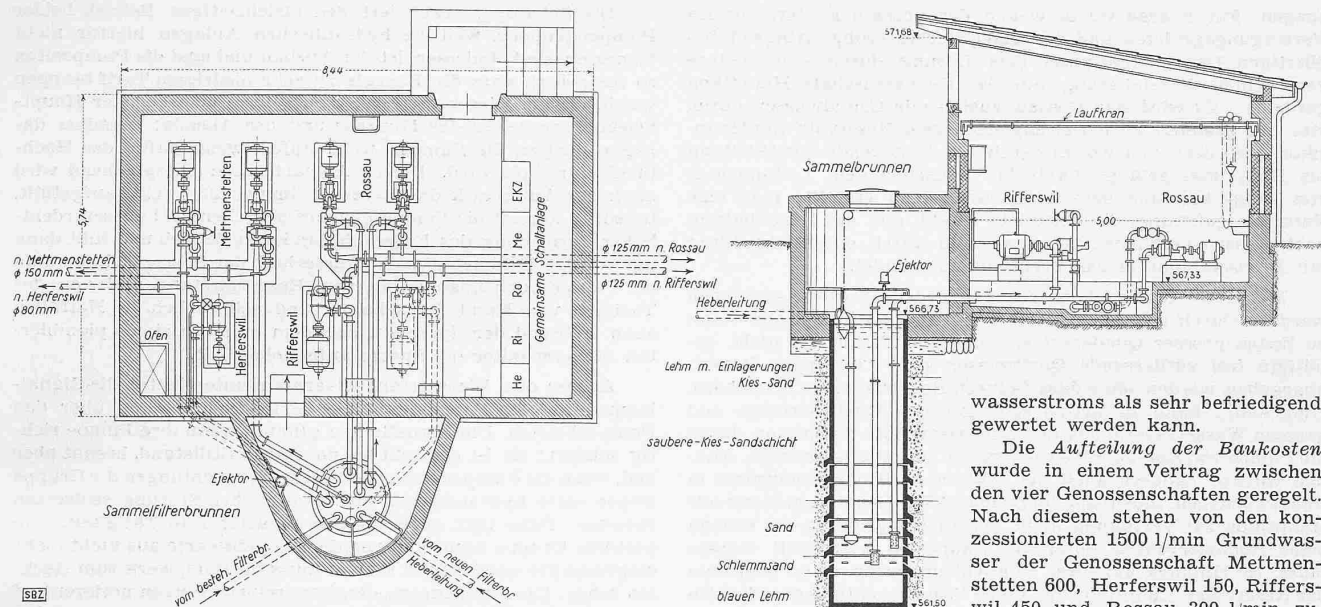 8,44
5,74
n. Mettmenstetten
φ 150 mm
n. Herferswil
φ 80 mm
Mettmenstetten
Rossau
Ofen
Herferswil
Rifferswil
He
Ri
Ro
Me
EKZ
Gemeinsame Schaltanlage
φ 125 mm n. Rossau
φ 125 mm n. Rifferswil
Ejektor
Sammelfilterbrunnen
vom besteh. Filterbr.
Heberleitung
vom neuen Filterbr.
SBZ
571,68
Laufkran
Sammelbrunnen
Rifferswil
Rossau
5,00
Ejektor
567,33
Heberleitung
566,73
Lehm m. Einlagerungen
v. Kies-Sand
saubere-Kies-Sandschicht
Sand
Schlemmsand
blauer Lehm
561,50
wasserstroms als sehr befriedigend
gewertet werden kann.
Die Aufteilung der Baukosten
wurde in einem Vertrag zwischen
den vier Genossenschaften geregelt.
Nach diesem stehen von den kon-
zessionierten 1500 l/min Grundwas-
ser der Genossenschaft Mettmen-
stetten 600, Herferswil 150, Riffers-
wil 450 und Rossau 300 l/min zu.